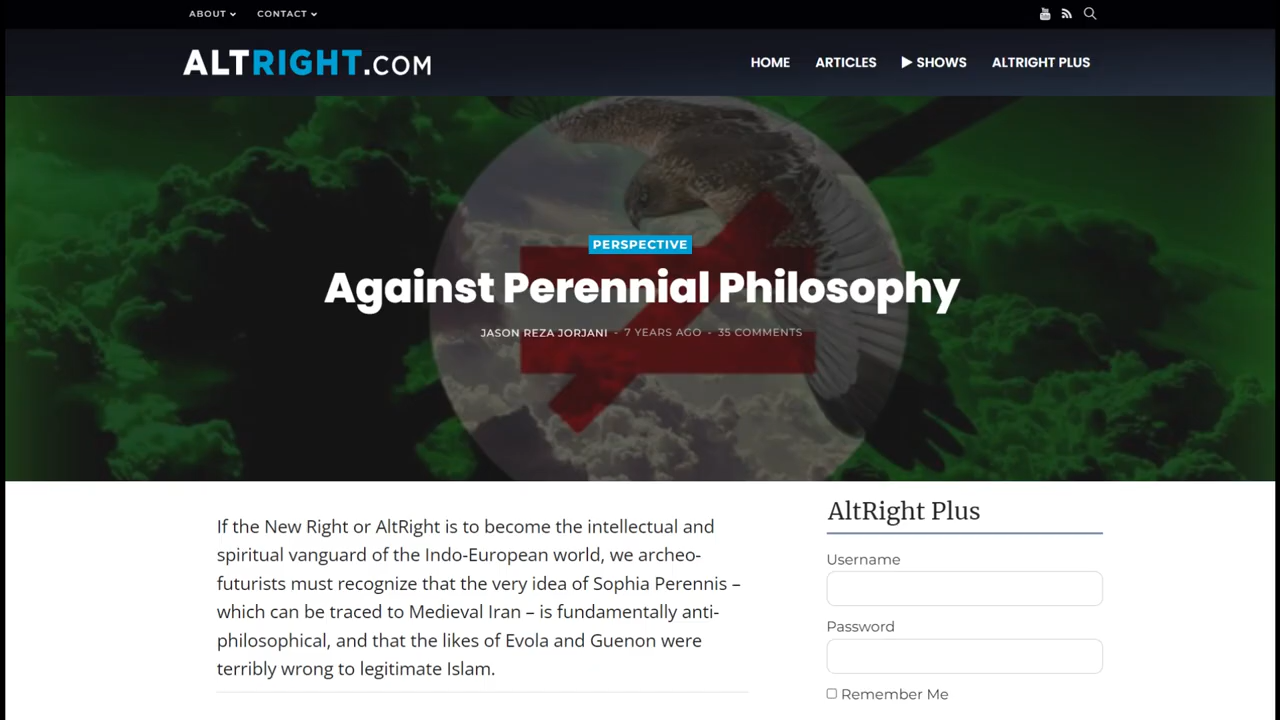 ABOUT CONTACT
ALTRIGHT.COM
HOME ARTICLES SHOWS ALTRIGHT PLUS
PERSPECTIVE
Against Perennial Philosophy
JASON REZA JORJANI - 7 YEARS AGO - 35 COMMENTS
If the New Right or AltRight is to become the intellectual and
spiritual vanguard of the Indo-European world, we archeo-
futurists must recognize that the very idea of Sophia Perennis –
which can be traced to Medieval Iran – is fundamentally anti-
philosophical, and that the likes of Evola and Guenon were
terribly wrong to legitimate Islam.
AltRight Plus
Username
Password
Remember Me